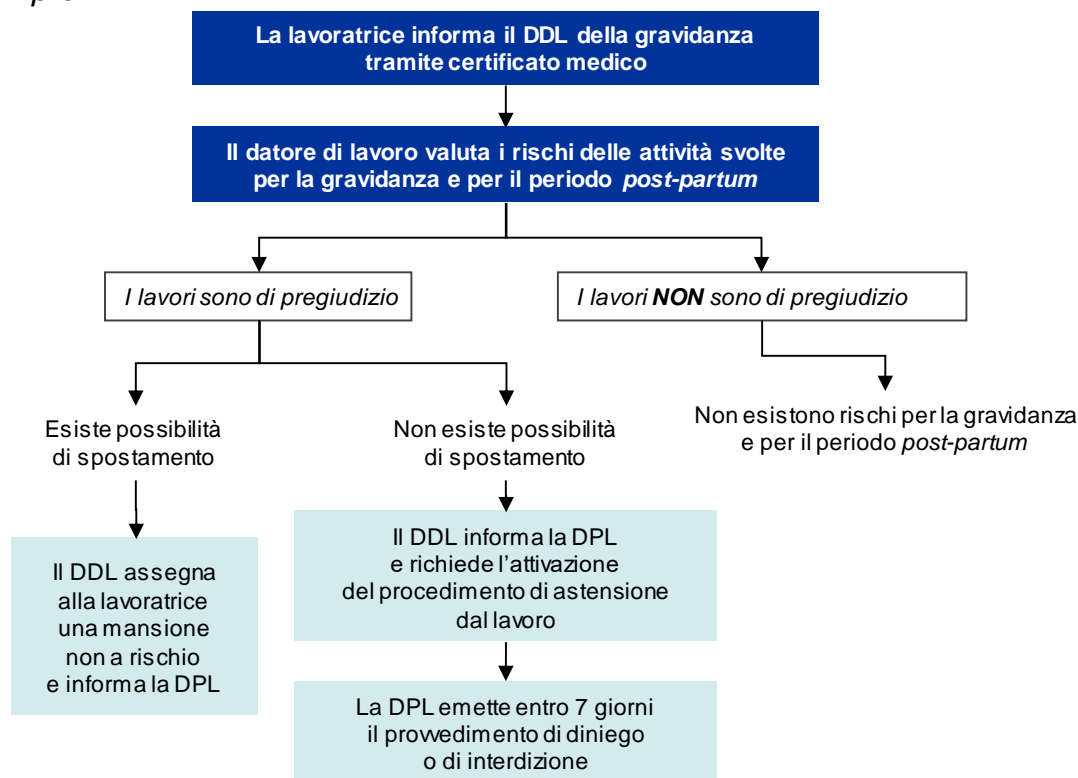 La lavoratrice informa il DDL della gravidanza
tramite certificato medico
Il datore di lavoro valuta i rischi delle attività svolte
per la gravidanza e per il periodo post-partum
I lavori sono di pregiudizio
I lavori NON sono di pregiudizio
Esiste possibilità
di spostamento
Non esiste possibilità
di spostamento
Non esistono rischi per la gravidanza
e per il periodo post-partum
Il DDL assegna
alla lavoratrice
una mansione
non a rischio
e informa la DPL
Il DDL informa la DPL
e richiede l'attivazione
del procedimento di astensione
dal lavoro
La DPL emette entro 7 giorni
il provvedimento di diniego
o di interdizione